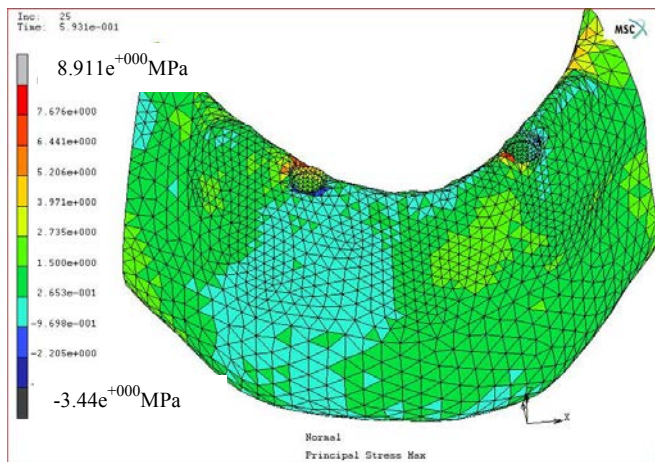 Inc: 25
Time: 5.931e-001
MSC
8.911e+000MPa
7.676e+000
6.441e+000
5.206e+000
3.971e+000
2.735e+000
1.500e+000
2.653e-001
-9.698e-001
-2.205e+000
-3.44e+000MPa
X
Normal
Principal Stress Max